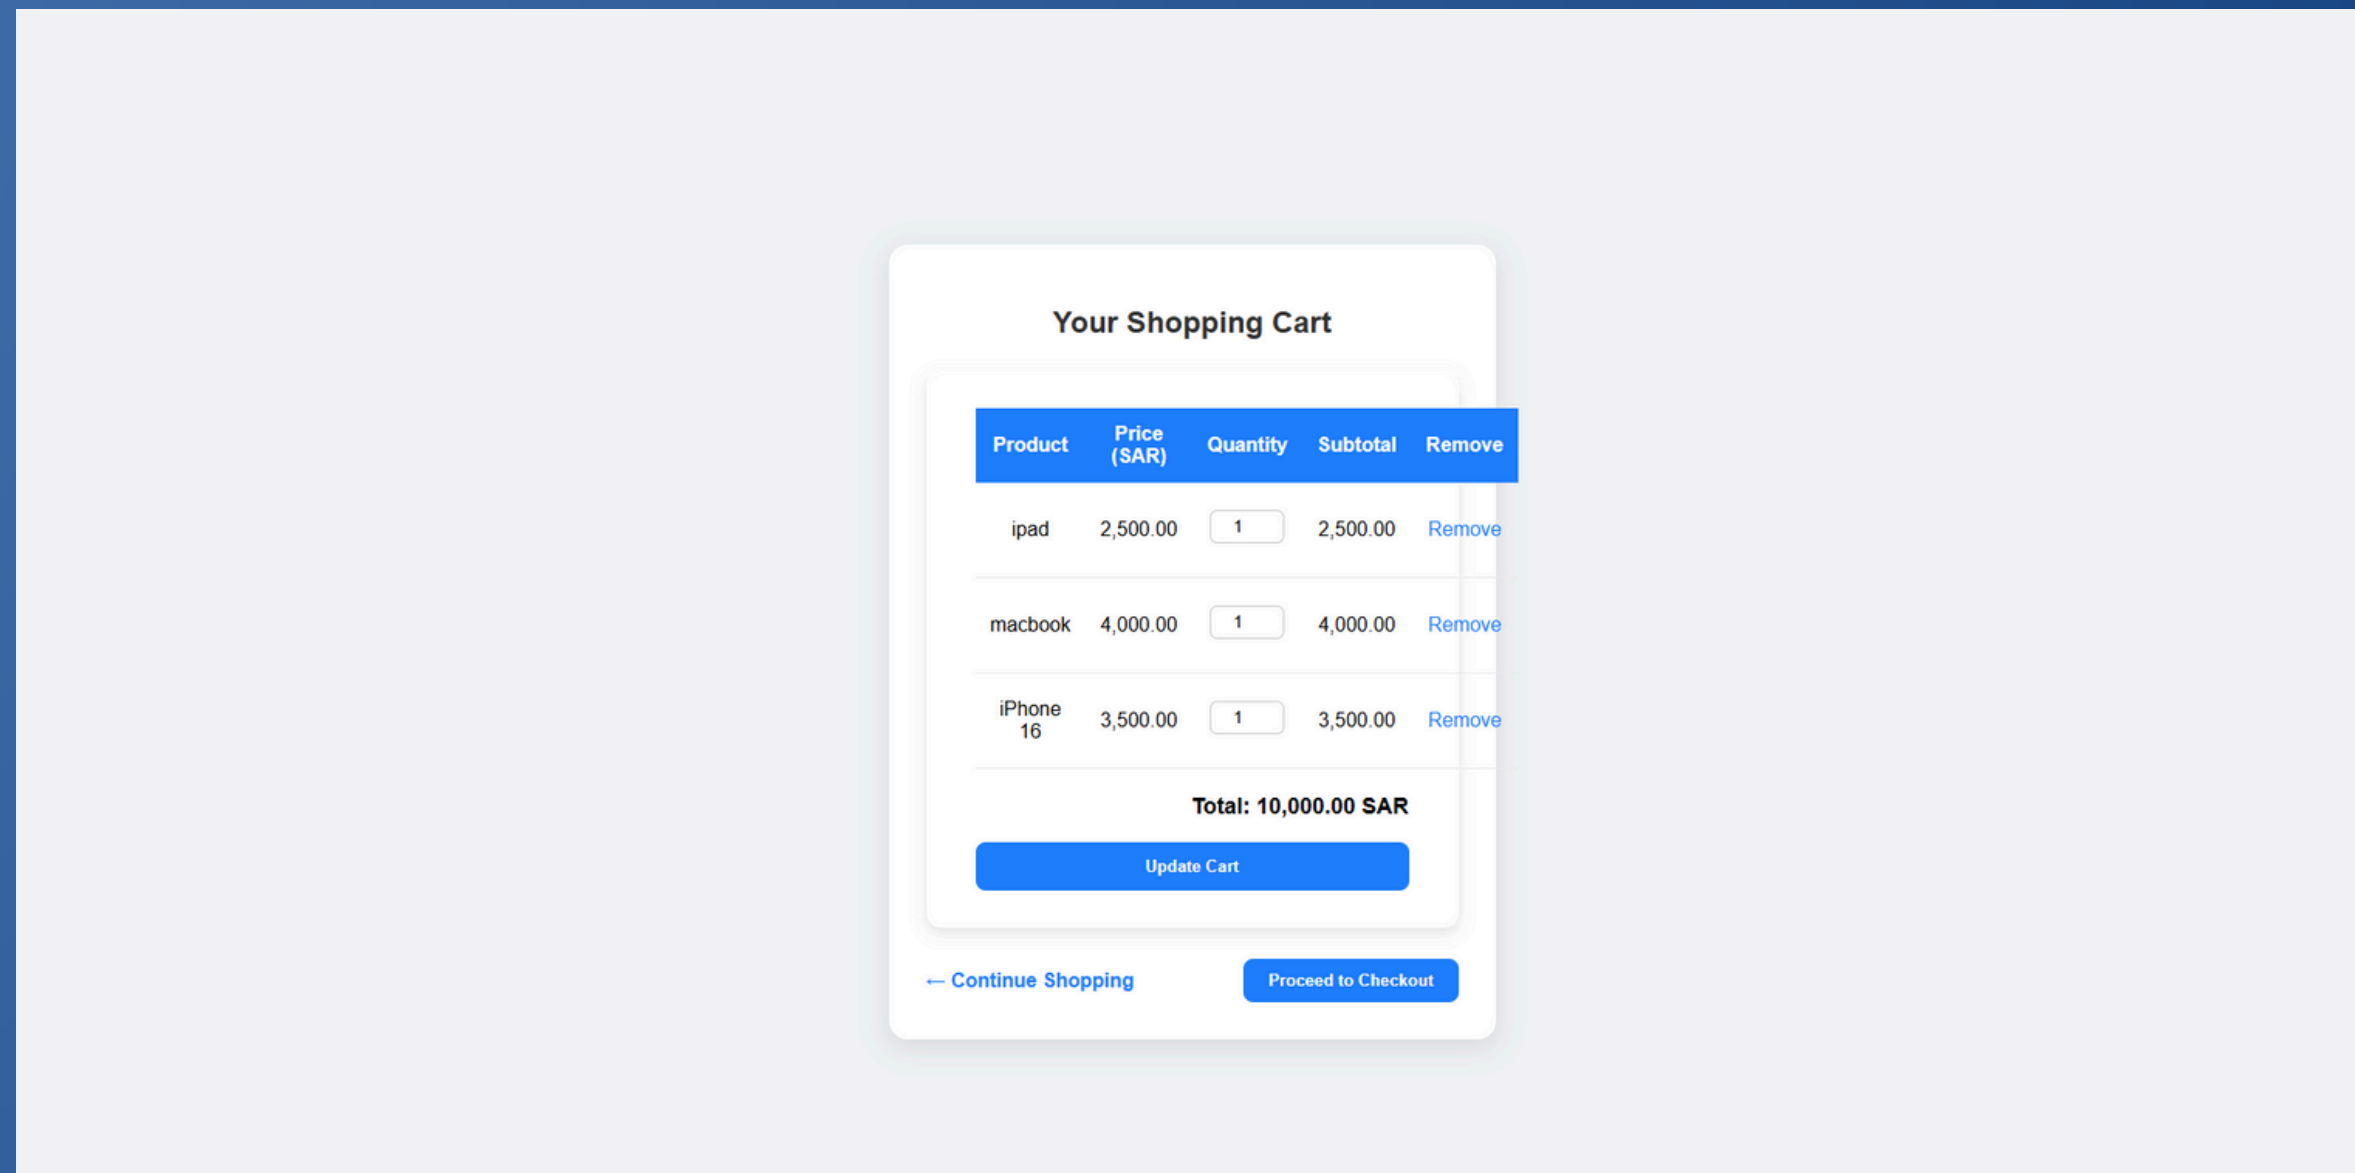 Your Shopping Cart
Product Price (SAR) Quantity Subtotal Remove
ipad 2,500.00 1 2,500.00 Remove
macbook 4,000.00 1 4,000.00 Remove
iPhone 16 3,500.00 1 3,500.00 Remove
Total: 10,000.00 SAR
Update Cart
← Continue Shopping Proceed to Checkout